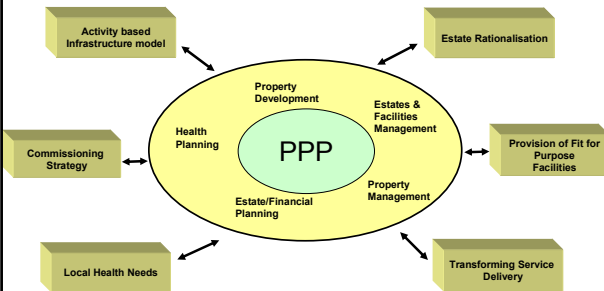 Activity based
Infrastructure model
Estate Rationalisation
Property
Development
Estates &
Facilities
Management
Health
Planning
PPP
Commissioning
Strategy
Provision of Fit for
Purpose
Facilities
Property
Management
Estate/Financial
Planning
Local Health Needs
Transforming Service
Delivery